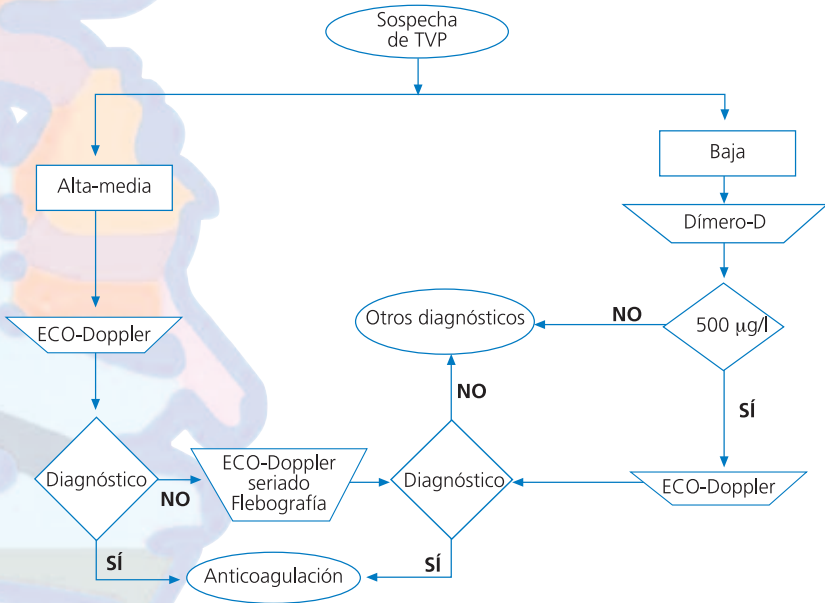 Sospecha
de TVP
Alta-media
Baja
Dímero-D
ECO-Doppler
Otros diagnósticos
NO
500 μg/l
NO
SÍ
Diagnóstico
NO
ECO-Doppler
seriado
Flebografía
Diagnóstico
ECO-Doppler
SÍ
Anticoagulación
SÍ